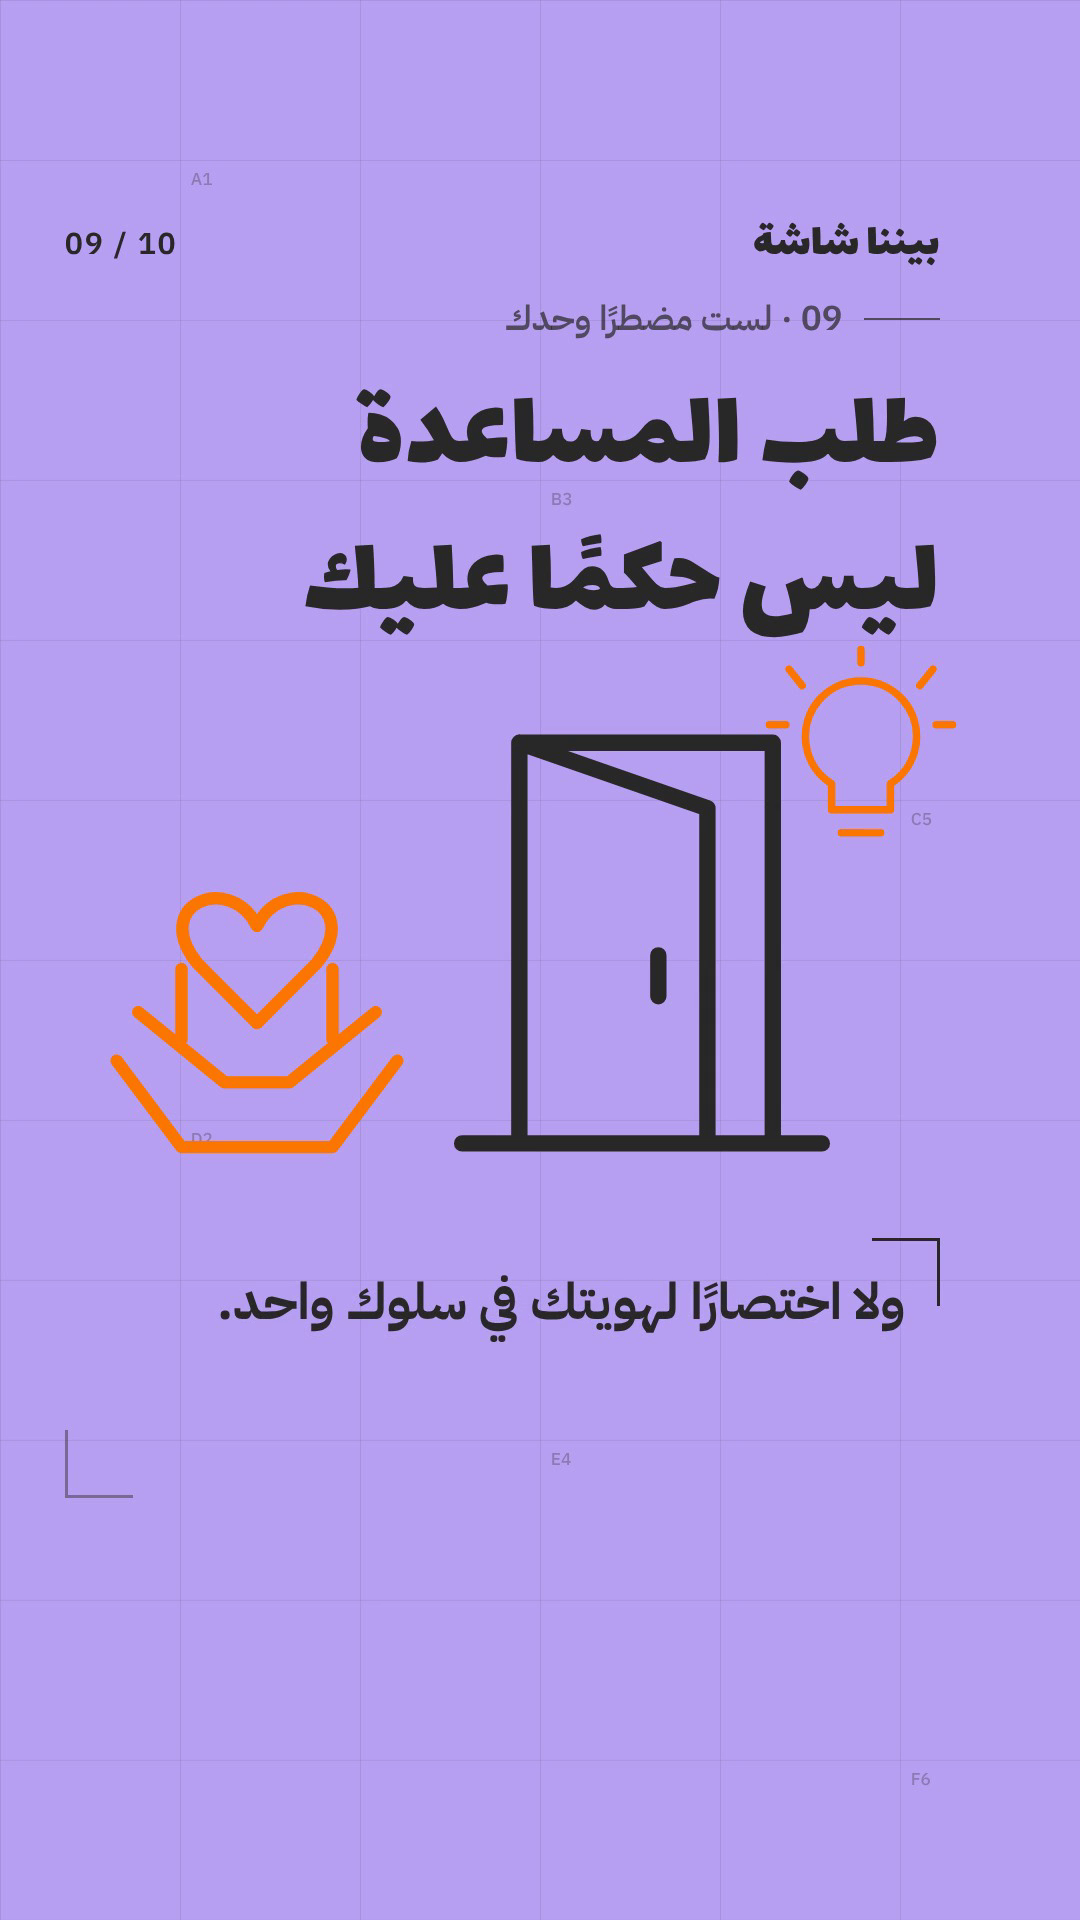 A1
بيننا شاشة
09 / 10
09 · لست مضطرًا وحدك
طلب المساعدة
B3
ليس حكمًا عليك
C5
D2
ولا اختصارًا لهويتك في سلوك واحد.
E4
F6